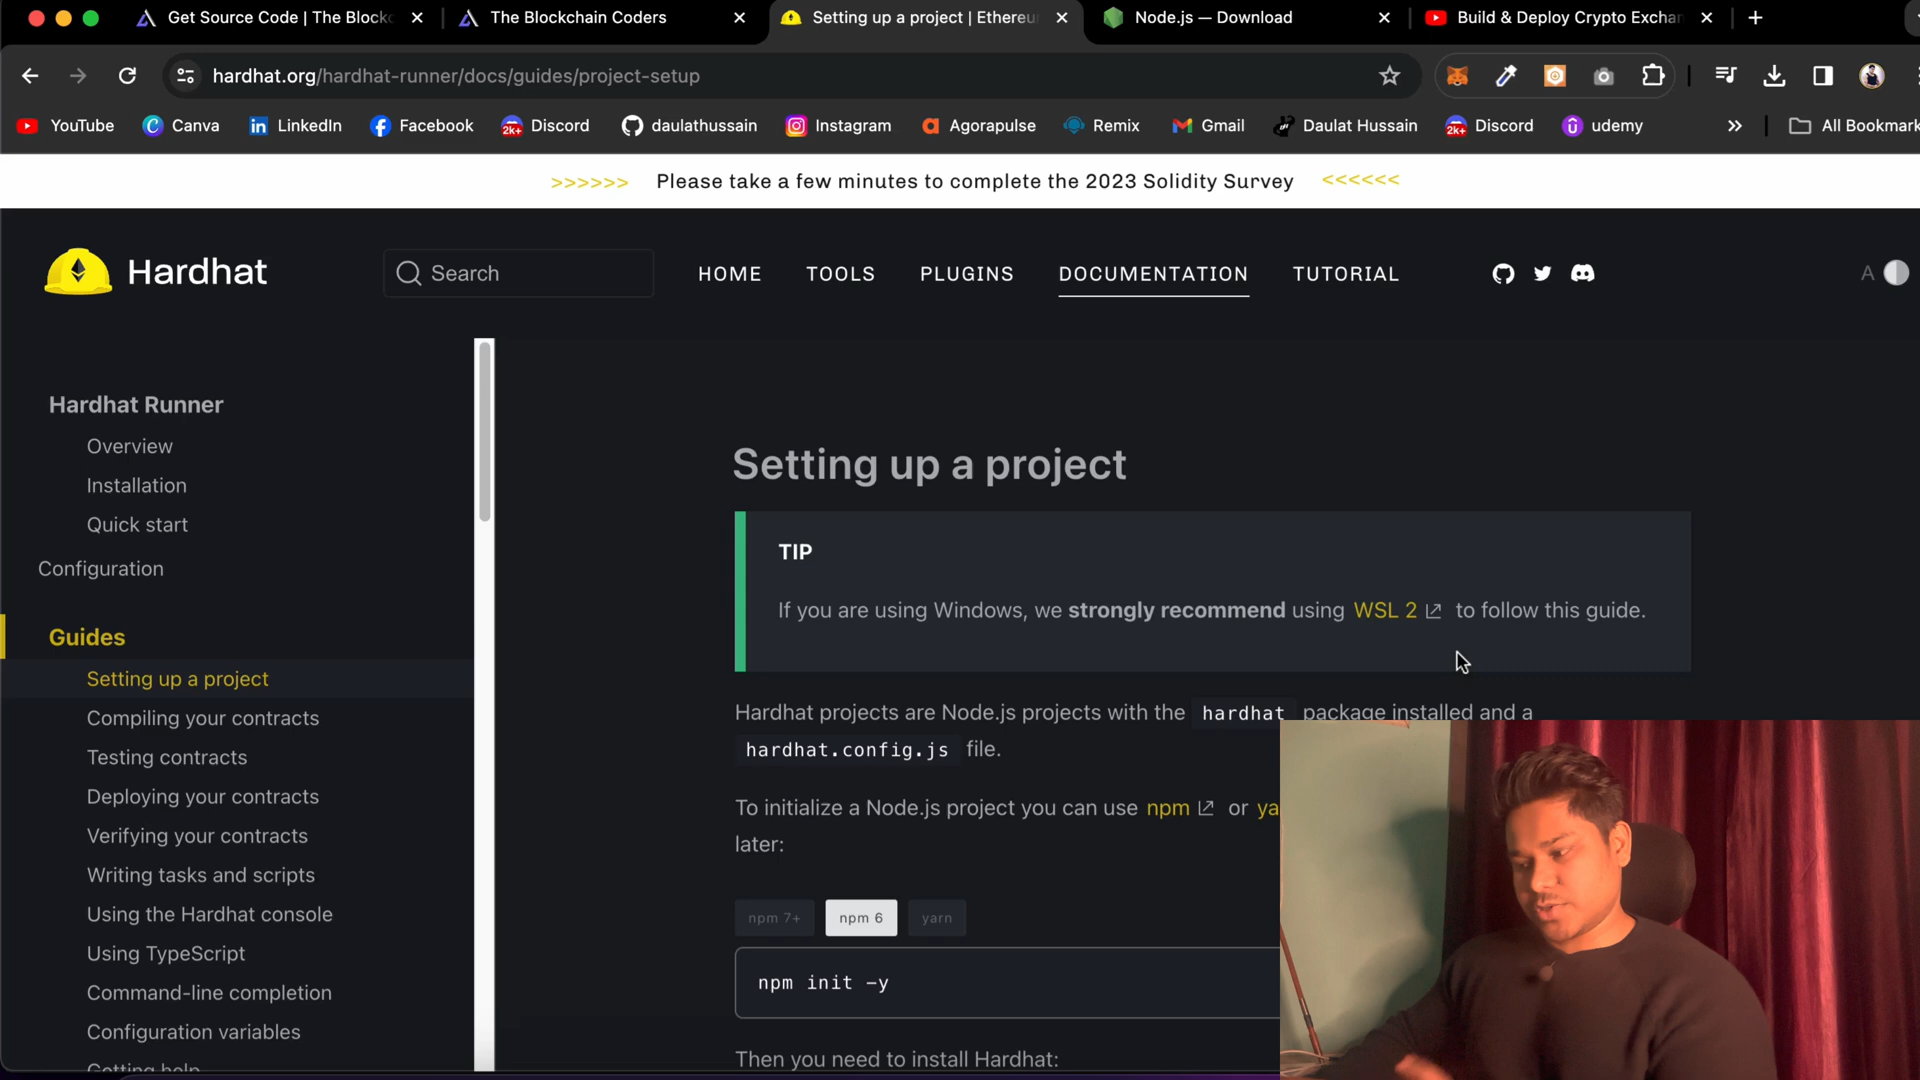 Get Source Code | The Blockc
The Blockchain Coders
Setting up a project | Ethereu
Node.js — Download
Build & Deploy Crypto Exchan
hardhat.org/hardhat-runner/docs/guides/project-setup
YouTube
Canva
LinkedIn
Facebook
2k+
Discord
daulathussain
Instagram
Agorapulse
Remix
Gmail
Daulat Hussain
2k+
Discord
udemy
All Bookmark
>>>>>> Please take a few minutes to complete the 2023 Solidity Survey <<<<<<
Hardhat
Search
HOME
TOOLS
PLUGINS
DOCUMENTATION
TUTORIAL
A
Hardhat Runner
Overview
Installation
Quick start
Configuration
Guides
Setting up a project
Compiling your contracts
Testing contracts
Deploying your contracts
Verifying your contracts
Writing tasks and scripts
Using the Hardhat console
Using TypeScript
Command-line completion
Configuration variables
Getting help
Setting up a project
TIP
If you are using Windows, we strongly recommend using WSL 2 to follow this guide.
Hardhat projects are Node.js projects with the hardhat package installed and a
hardhat.config.js file.
To initialize a Node.js project you can use npm or ya
later:
npm 7+
npm 6
yarn
npm init -y
Then you need to install Hardhat: